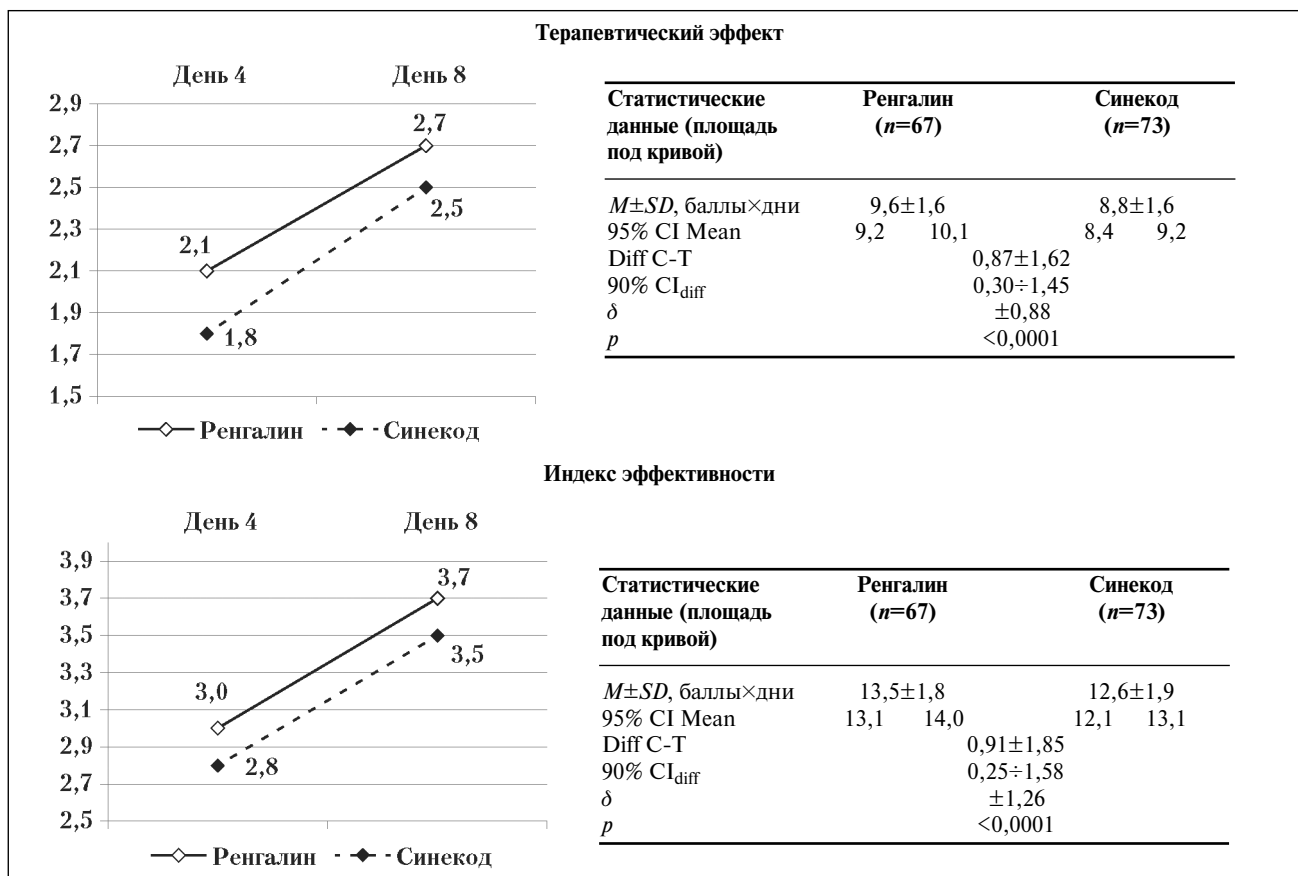 Терапевтический эффект
День 4 День 8
2,9
2,7
2,5
2,3
2,1
1,9
1,7
1,5
2,7
2,5
2,1
1,8
Ренгалин Синекод
Статистические данные (площадь под кривой) Ренгалин (n=67) Синекод (n=73)
M±SD, баллы×дни 9,6±1,6 8,8±1,6
95% CI Mean 9,2 10,1 8,4 9,2
Diff C-T 0,87±1,62
90% CIdiff 0,30÷1,45
δ ±0,88
p <0,0001
Индекс эффективности
День 4 День 8
3,9
3,7
3,5
3,3
3,1
2,9
2,7
2,5
3,7
3,5
3,0
2,8
Ренгалин Синекод
Статистические данные (площадь под кривой) Ренгалин (n=67) Синекод (n=73)
M±SD, баллы×дни 13,5±1,8 12,6±1,9
95% CI Mean 13,1 14,0 12,1 13,1
Diff C-T 0,91±1,85
90% CIdiff 0,25÷1,58
δ ±1,26
p <0,0001